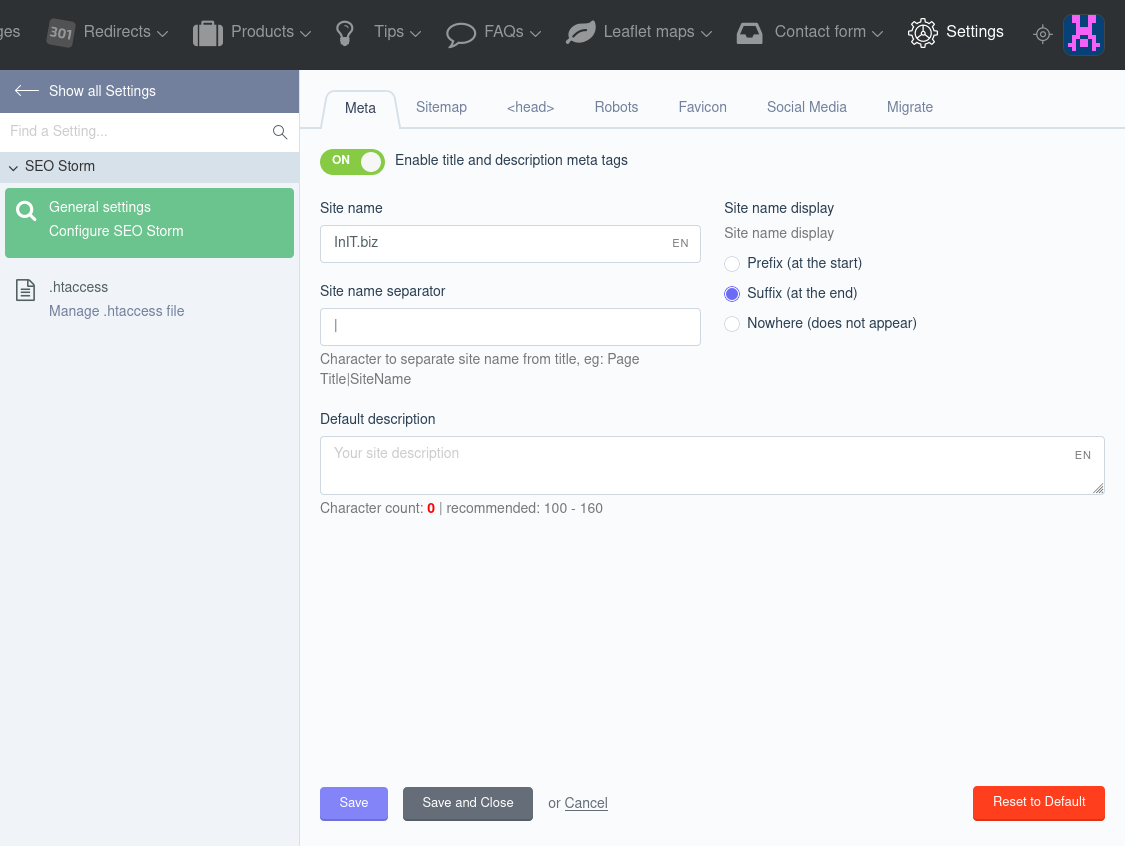 ges 301 Redirects Products Tips FAQs Leaflet maps Contact form Settings
Show all Settings
Find a Setting...
SEO Storm
General settings
Configure SEO Storm
.htaccess
Manage .htaccess file
Meta Sitemap <head> Robots Favicon Social Media Migrate
ON Enable title and description meta tags
Site name
InIT.biz EN
Site name separator
|
Character to separate site name from title, eg: Page
Title|SiteName
Site name display
Site name display
Prefix (at the start)
Suffix (at the end)
Nowhere (does not appear)
Default description
Your site description EN
Character count: 0 | recommended: 100 - 160
Save Save and Close or Cancel Reset to Default